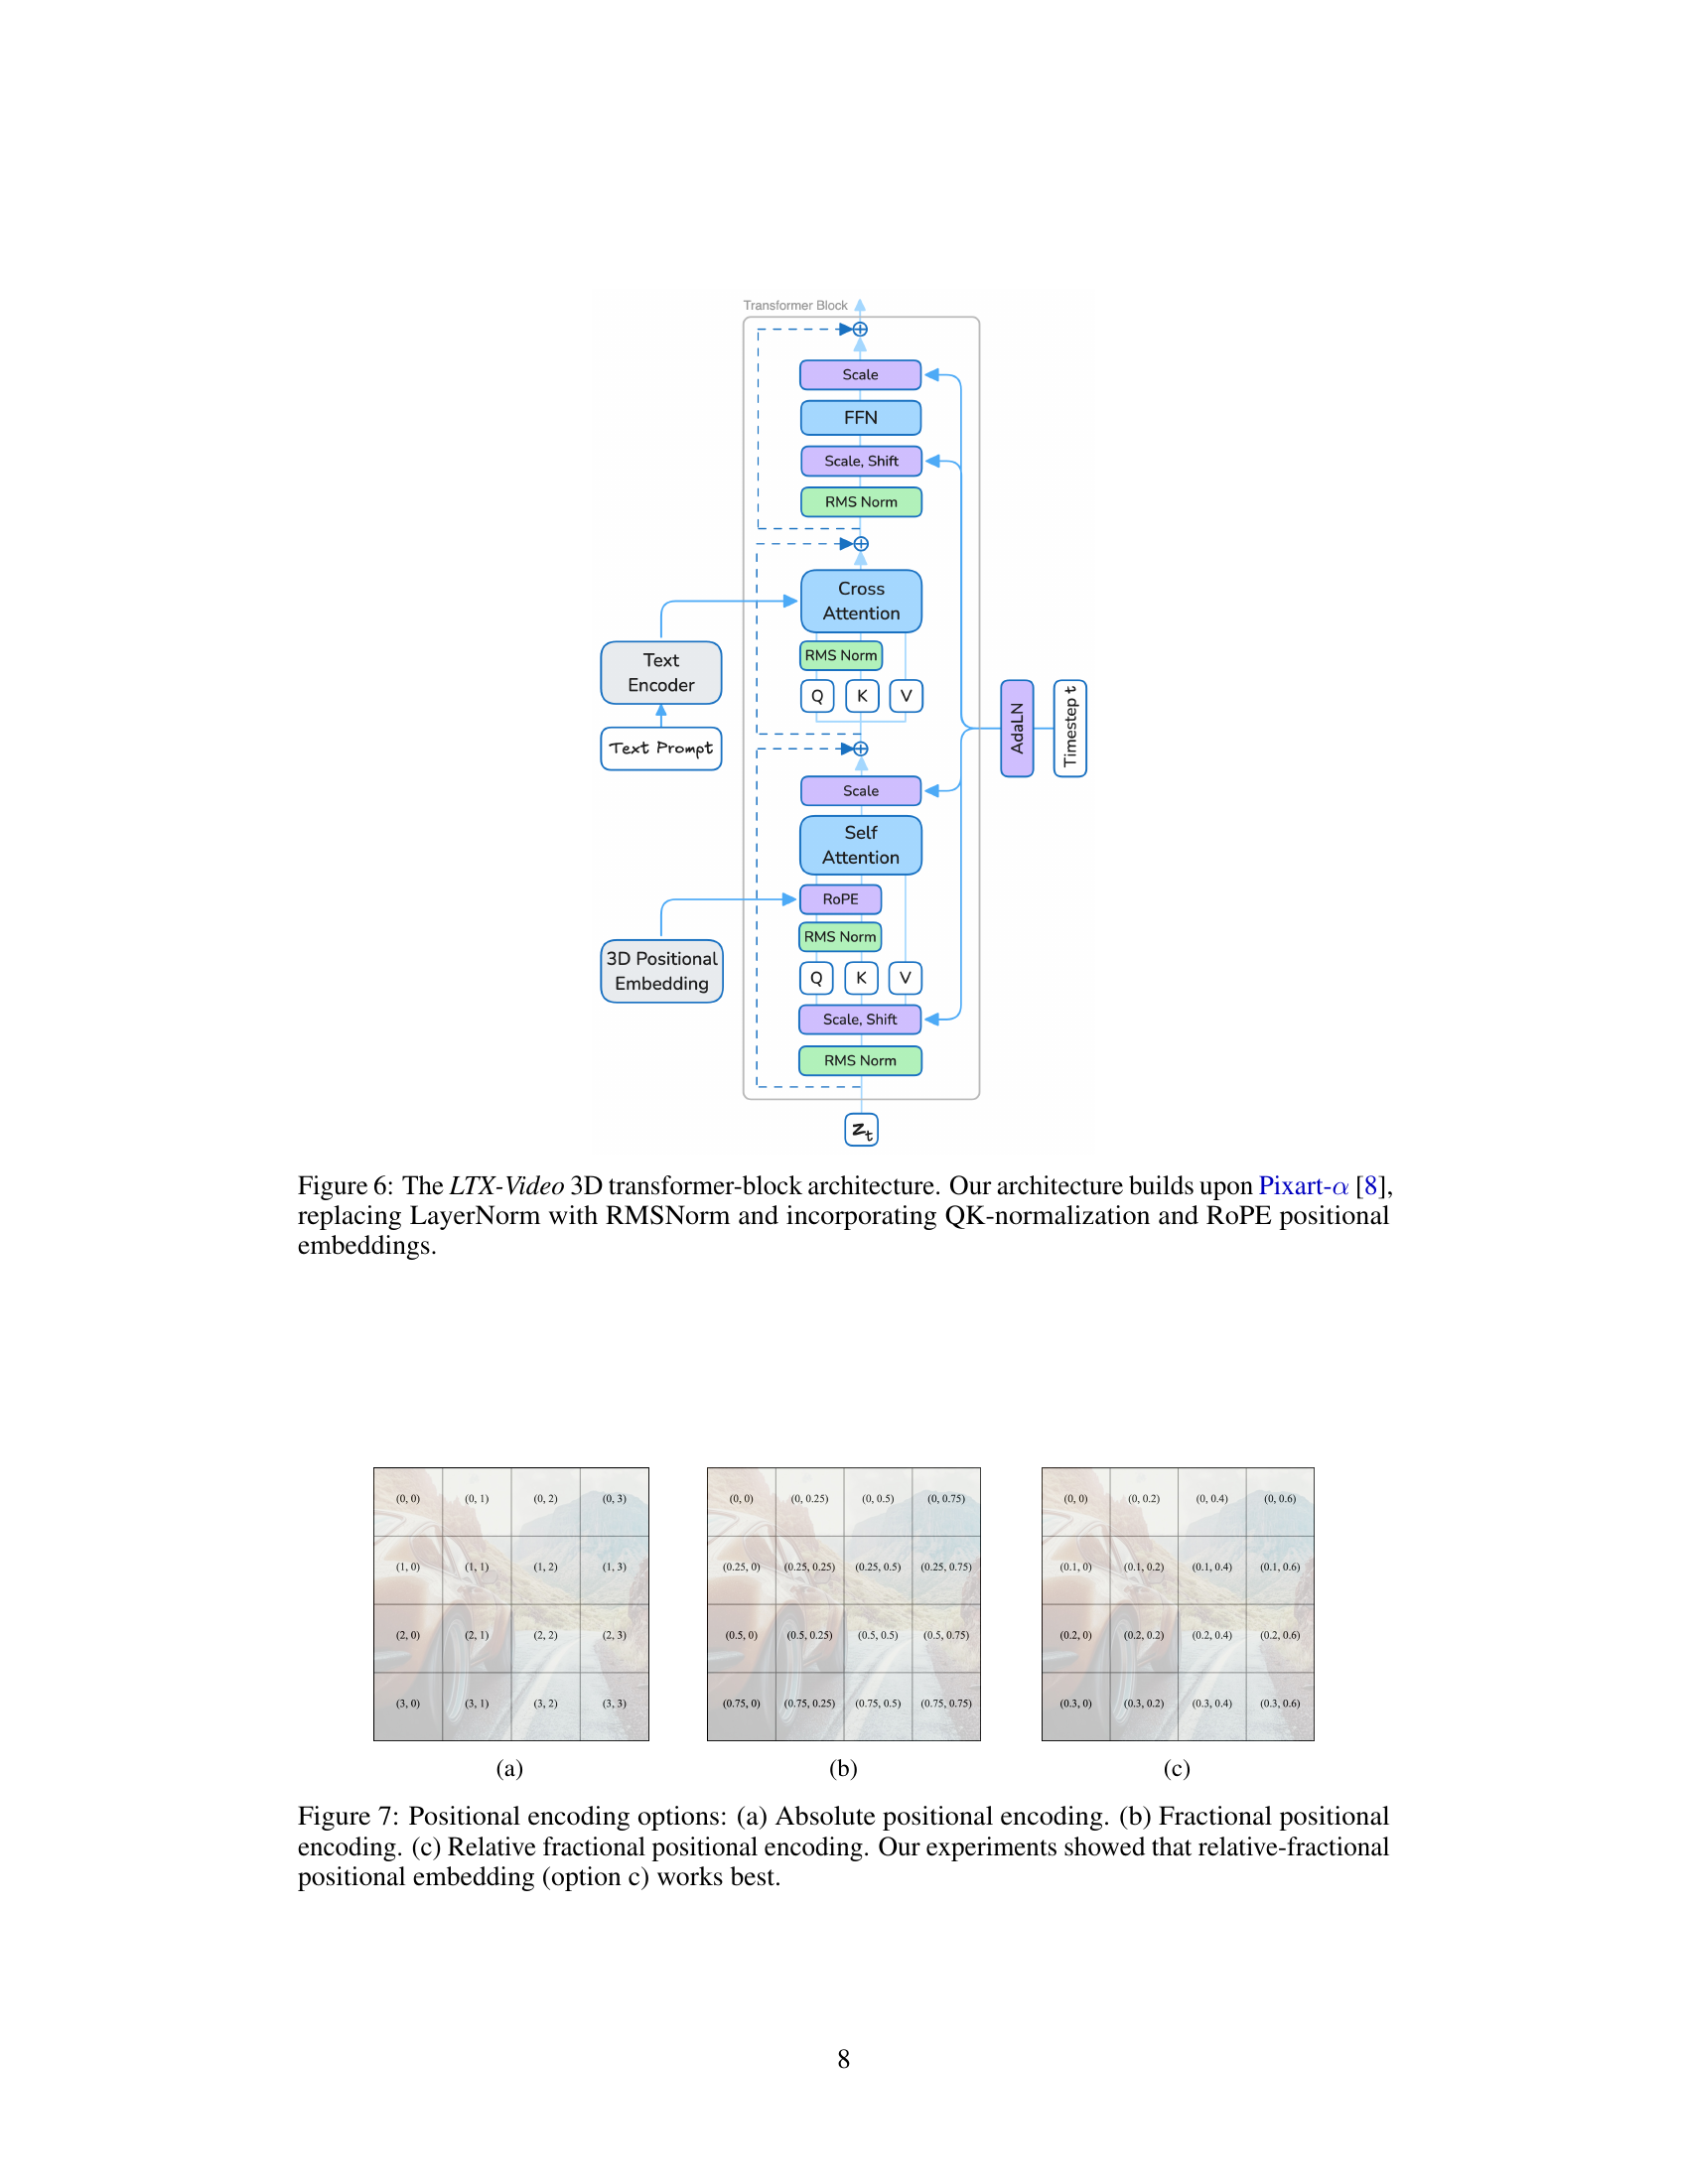 Transformer Block
Scale
FFN
Scale, Shift
RMS Norm
Cross
Attention
RMS Norm
Q K V
Text
Encoder
Text Prompt
AdaLN
Timestep t
Scale
Self
Attention
RoPE
RMS Norm
3D Positional
Embedding
Q K V
Scale, Shift
RMS Norm
zt
Figure 6: The LTX-Video 3D transformer-block architecture. Our architecture builds upon Pixart-α [8],
replacing LayerNorm with RMSNorm and incorporating QK-normalization and RoPE positional
embeddings.
(0, 0) (0, 1) (0, 2) (0, 3)
(1, 0) (1, 1) (1, 2) (1, 3)
(2, 0) (2, 1) (2, 2) (2, 3)
(3, 0) (3, 1) (3, 2) (3, 3)
(a)
(0, 0) (0, 0.25) (0, 0.5) (0, 0.75)
(0.25, 0) (0.25, 0.25) (0.25, 0.5) (0.25, 0.75)
(0.5, 0) (0.5, 0.25) (0.5, 0.5) (0.5, 0.75)
(0.75, 0) (0.75, 0.25) (0.75, 0.5) (0.75, 0.75)
(b)
(0, 0) (0, 0.2) (0, 0.4) (0, 0.6)
(0.1, 0) (0.1, 0.2) (0.1, 0.4) (0.1, 0.6)
(0.2, 0) (0.2, 0.2) (0.2, 0.4) (0.2, 0.6)
(0.3, 0) (0.3, 0.2) (0.3, 0.4) (0.3, 0.6)
(c)
Figure 7: Positional encoding options: (a) Absolute positional encoding. (b) Fractional positional
encoding. (c) Relative fractional positional encoding. Our experiments showed that relative-fractional
positional embedding (option c) works best.
8